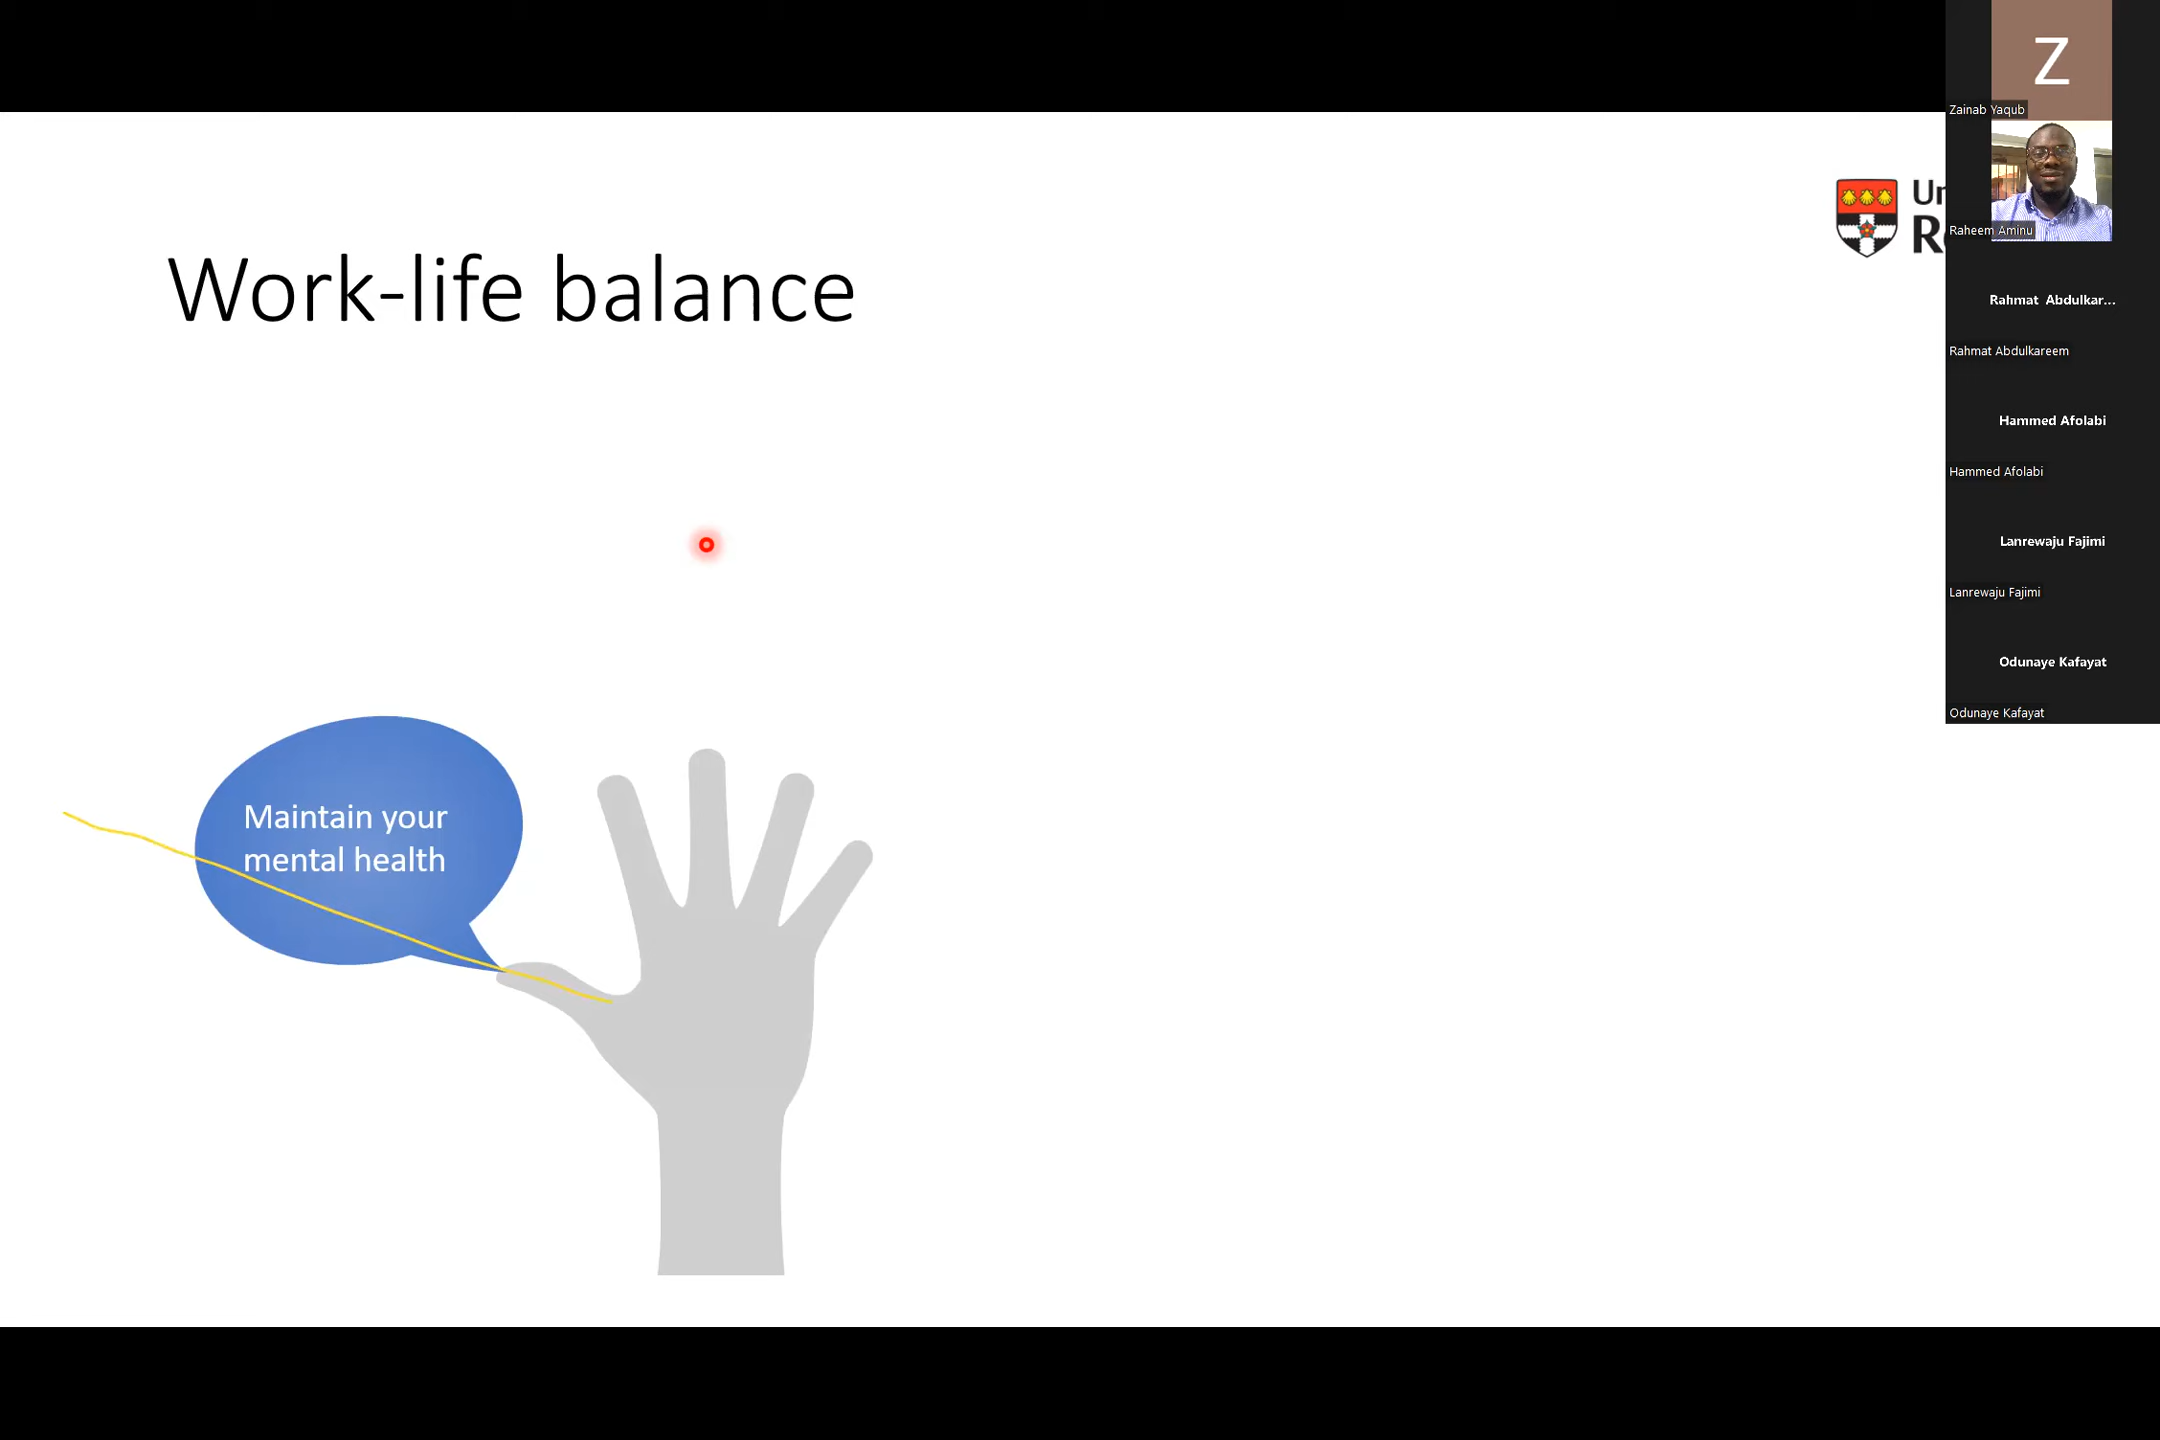 Z
Zainab Yaqub
Un
R
Raheem Aminu
Work-life balance
Rahmat Abdulkar...
Rahmat Abdulkareem
Hammed Afolabi
Hammed Afolabi
Lanrewaju Fajimi
Lanrewaju Fajimi
Odunaye Kafayat
Odunaye Kafayat
Maintain your
mental health